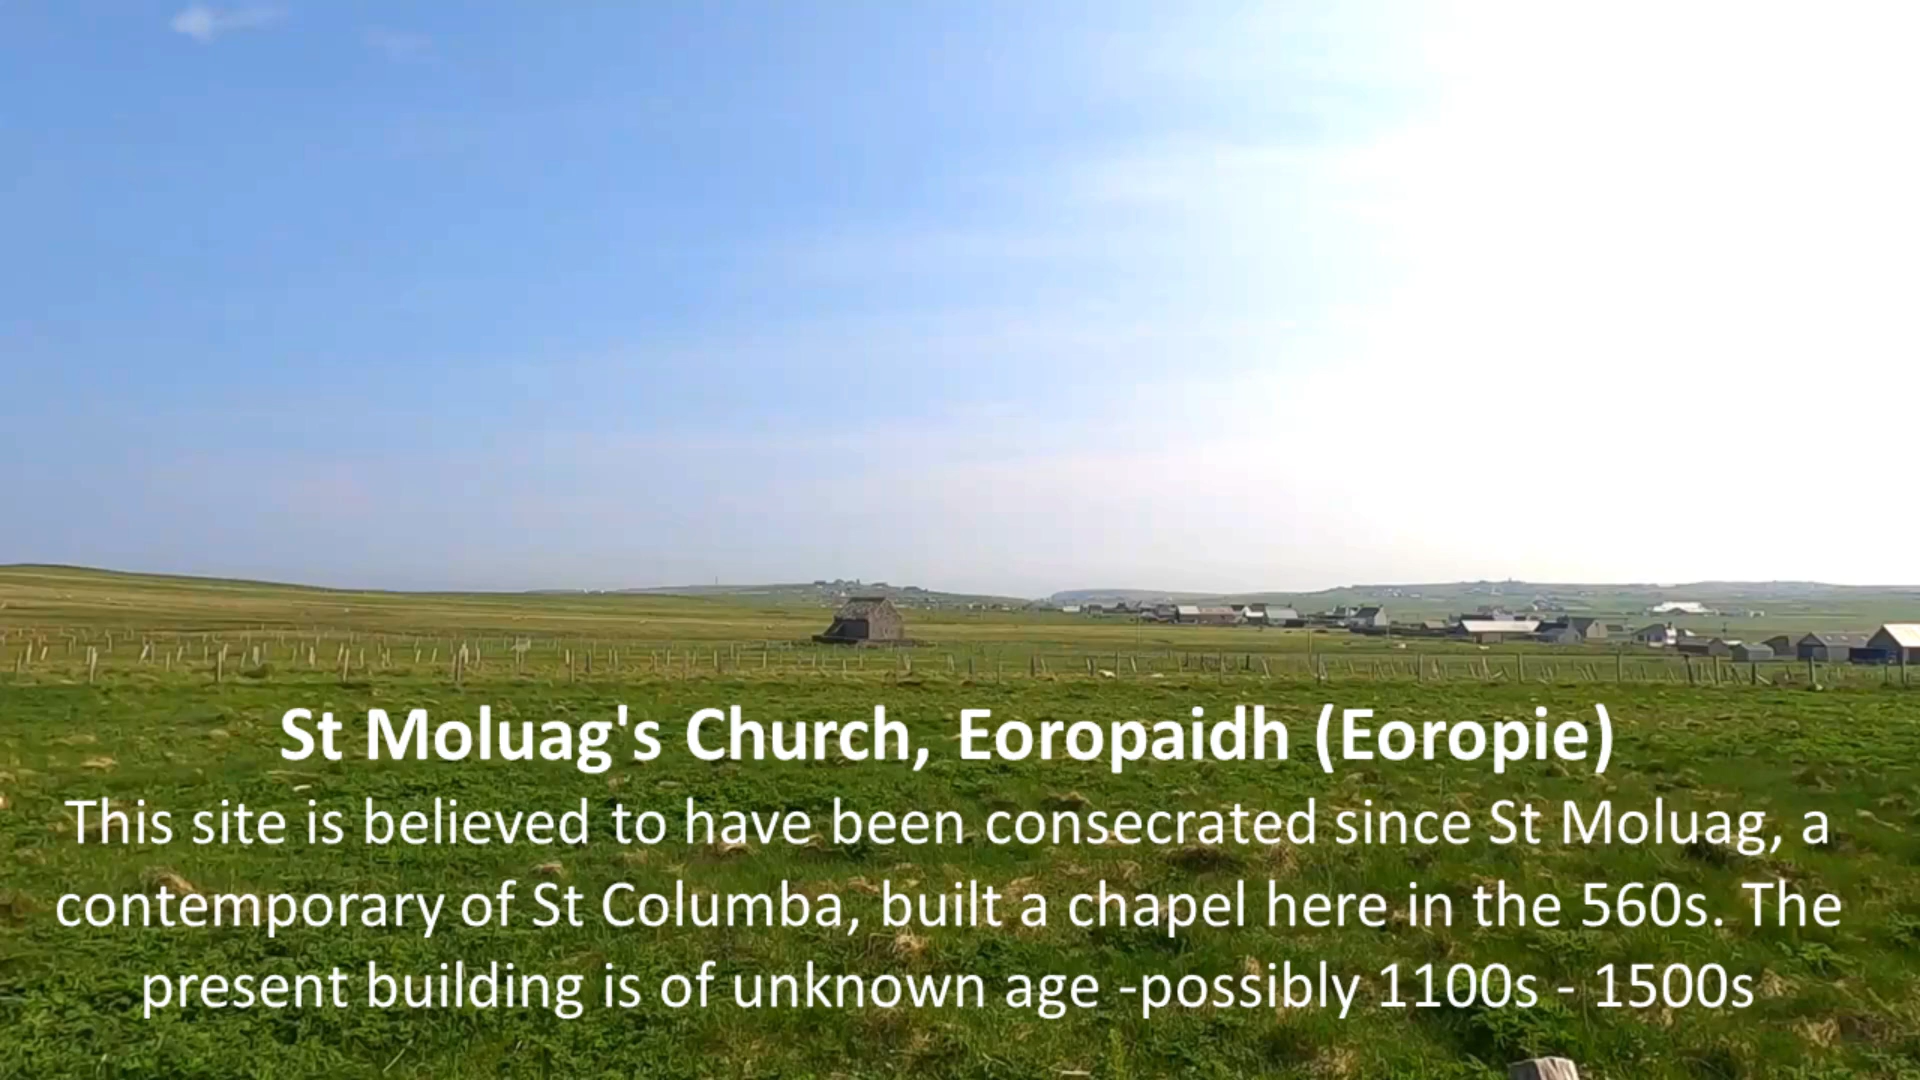 St Moluag's Church, Eoropaidh (Eoropie)
This site is believed to have been consecrated since St Moluag, a
contemporary of St Columba, built a chapel here in the 560s. The
present building is of unknown age -possibly 1100s - 1500s